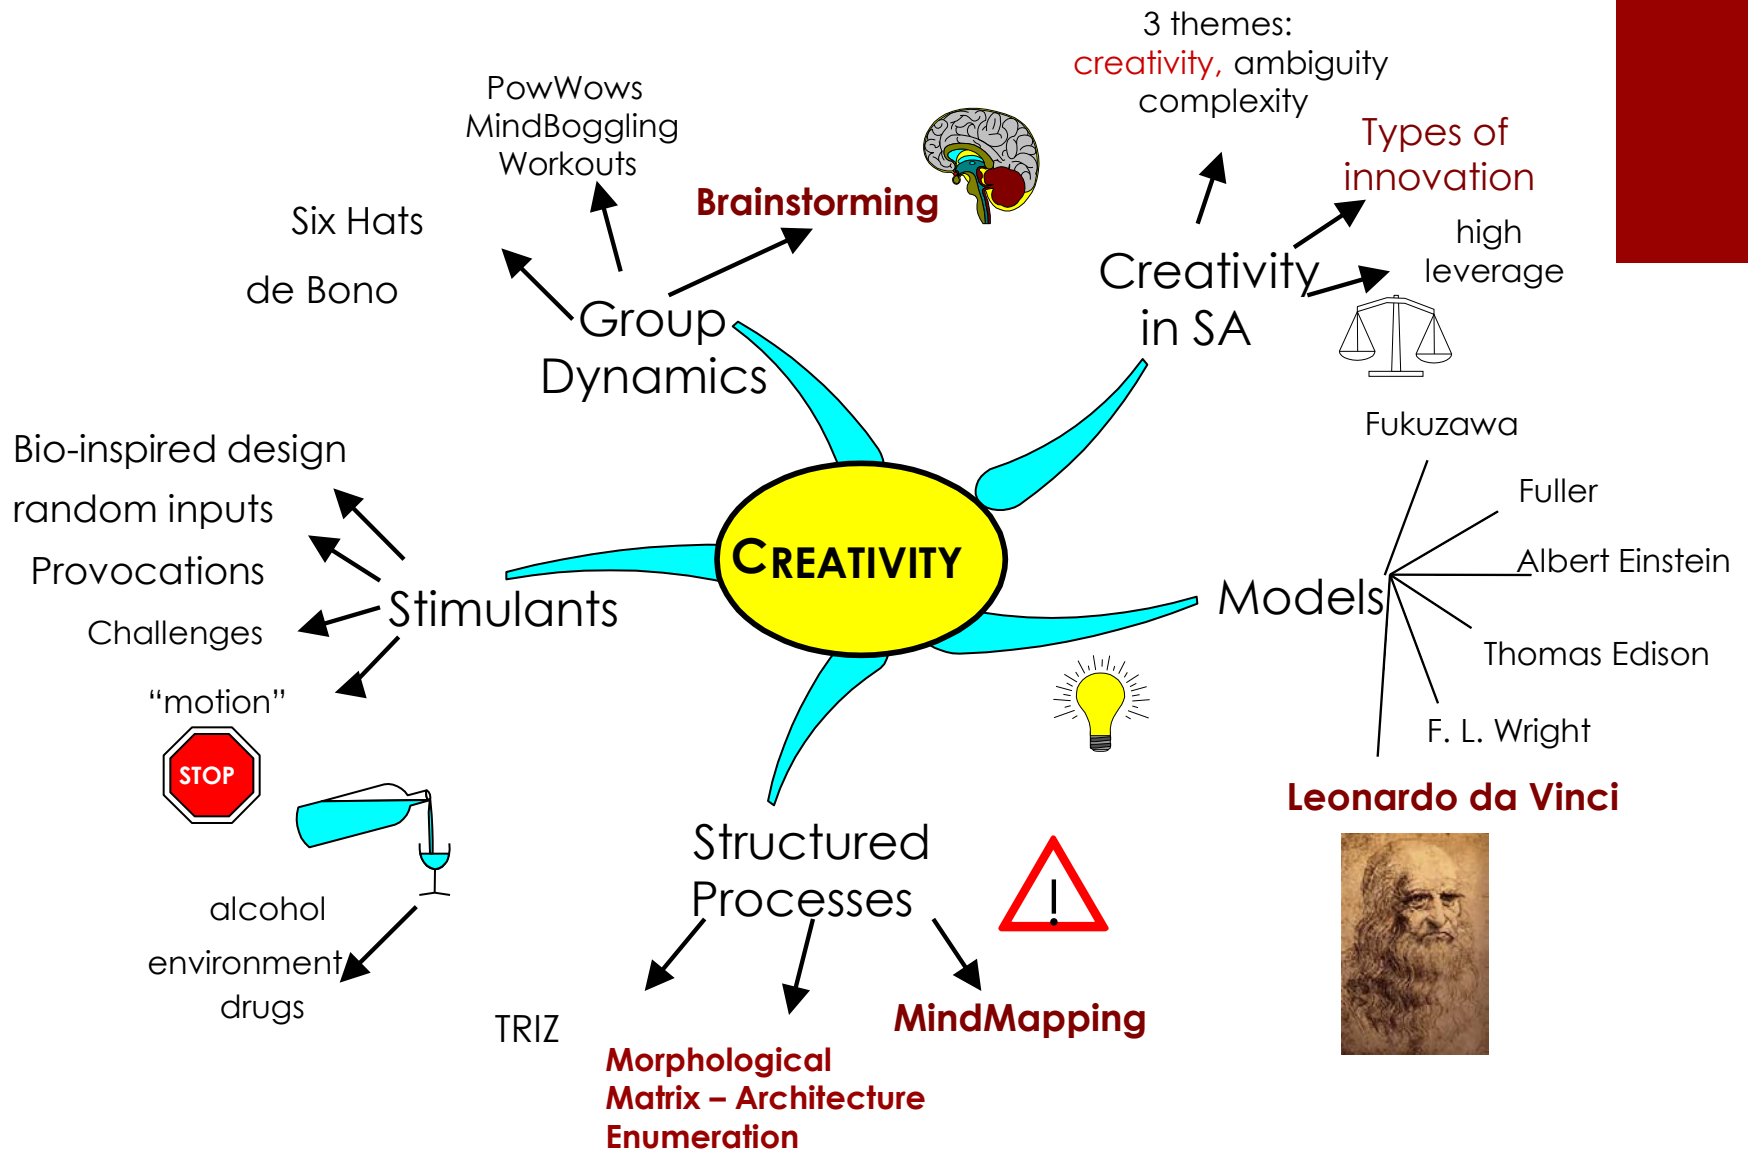 3 themes:
creativity, ambiguity
complexity
Types of
innovation
high
leverage
Creativity
in SA
PowWows
MindBoggling
Workouts
Brainstorming
Six Hats
de Bono
Group
Dynamics
Bio-inspired design
random inputs
Provocations
Challenges
"motion"
Stimulants
STOP
alcohol
environment
drugs
CREATIVITY
Fukuzawa
Fuller
Albert Einstein
Thomas Edison
F. L. Wright
Leonardo da Vinci
Models
Structured
Processes
!
TRIZ
Morphological
Matrix – Architecture
Enumeration
MindMapping